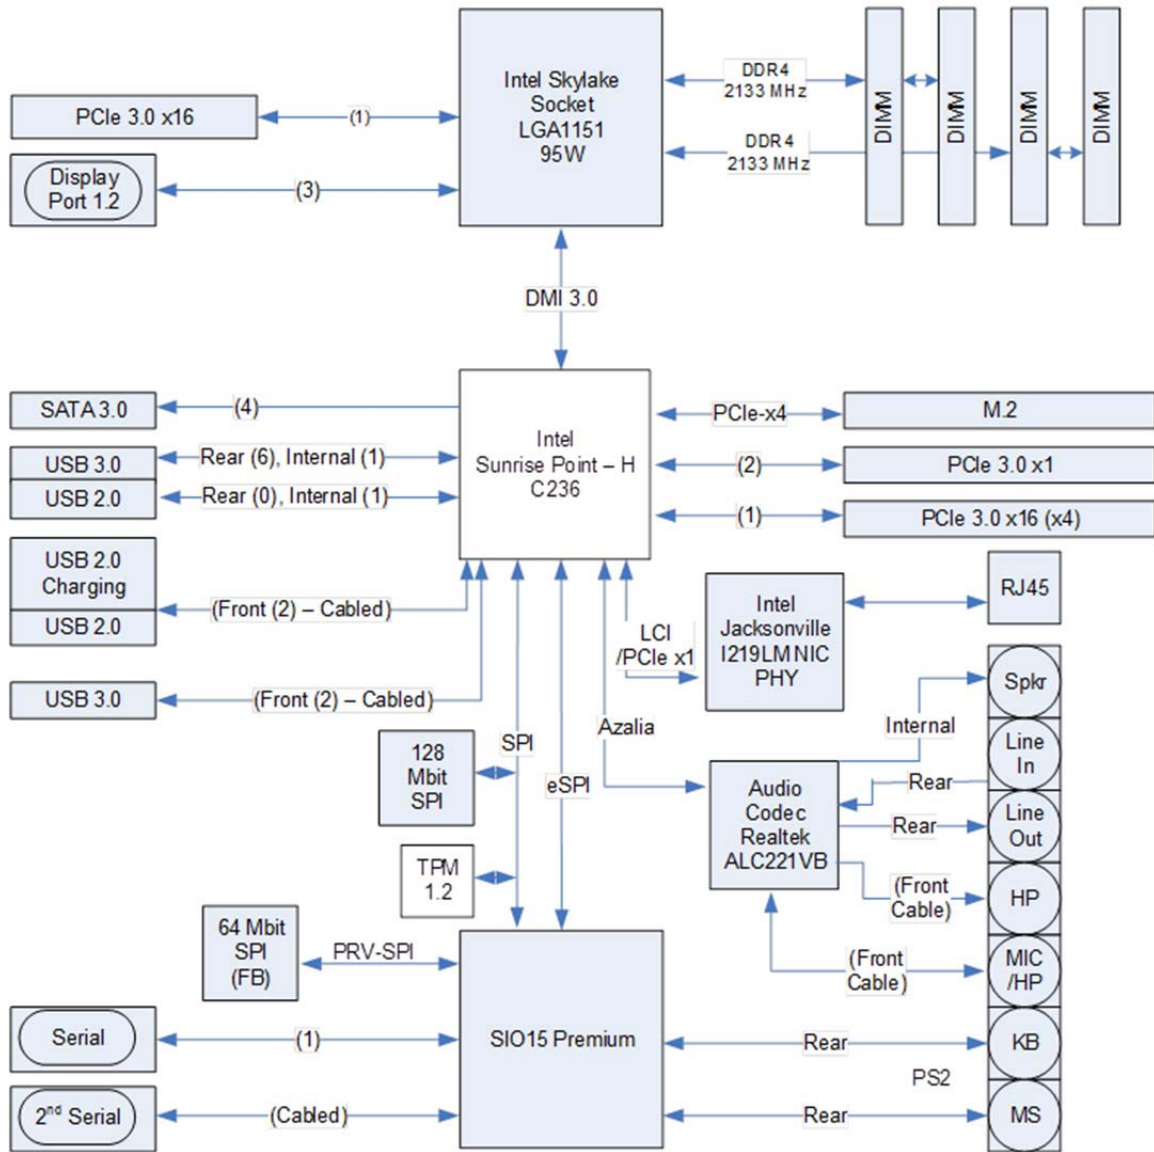 Intel Skylake
Socket
LGA1151
95W
DDR4
2133 MHz
DDR4
2133 MHz
DIMM
DIMM
DIMM
DIMM
PCIe 3.0 x16
(1)
Display
Port 1.2
(3)
DMI 3.0
SATA 3.0
(4)
USB 3.0
Rear (6), Internal (1)
USB 2.0
Rear (0), Internal (1)
Intel
Sunrise Point – H
C236
PCIe-x4
M.2
(2)
PCIe 3.0 x1
(1)
PCIe 3.0 x16 (x4)
USB 2.0
Charging
USB 2.0
(Front (2) – Cabled)
USB 3.0
(Front (2) – Cabled)
LCI
/PCIe x1
Intel
Jacksonville
I219LM NIC
PHY
RJ45
SPI
eSPI
Azalia
128
Mbit
SPI
TPM
1.2
Audio
Codec
Realtek
ALC221VB
Internal
Spkr
Rear
Line
In
Rear
Line
Out
(Front
Cable)
HP
(Front
Cable)
MIC
/HP
64 Mbit
SPI
(FB)
PRV-SPI
SIO15 Premium
Serial
(1)
2nd Serial
(Cabled)
Rear
KB
PS2
Rear
MS